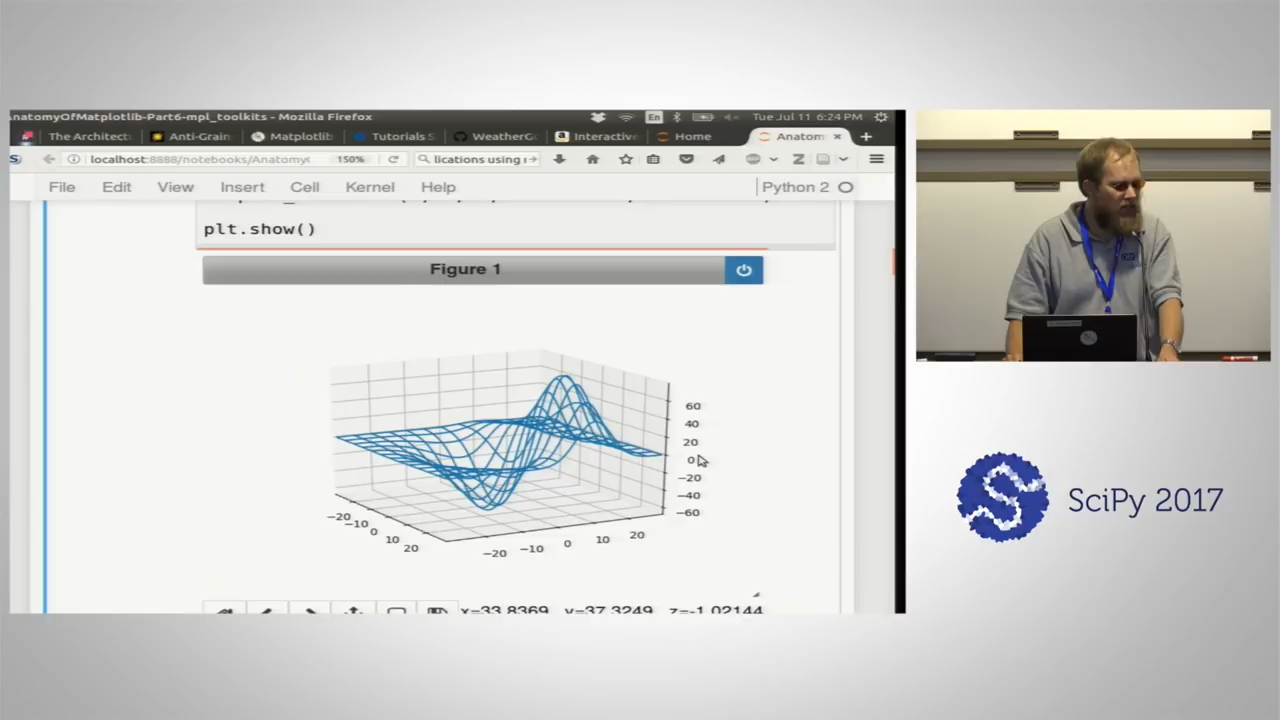 AnatomyOfMatplotlib-Part6-mpl_toolkits - Mozilla Firefox
En
Tue Jul 11 6:24 PM
The Architect
Anti-Grain
Matplotlib
Tutorials S
WeatherGe
Interactive
Home
Anatom
localhost:8888/notebooks/Anatomy
150%
lications using
File Edit View Insert Cell Kernel Help
Python 2
plt.show()
Figure 1
60
40
20
0
−20
−40
−60
−20
−10
0
10
20
−20
−10
0
10
20
x=33.8369 y=37.3249 z=-1.02144
SciPy 2017